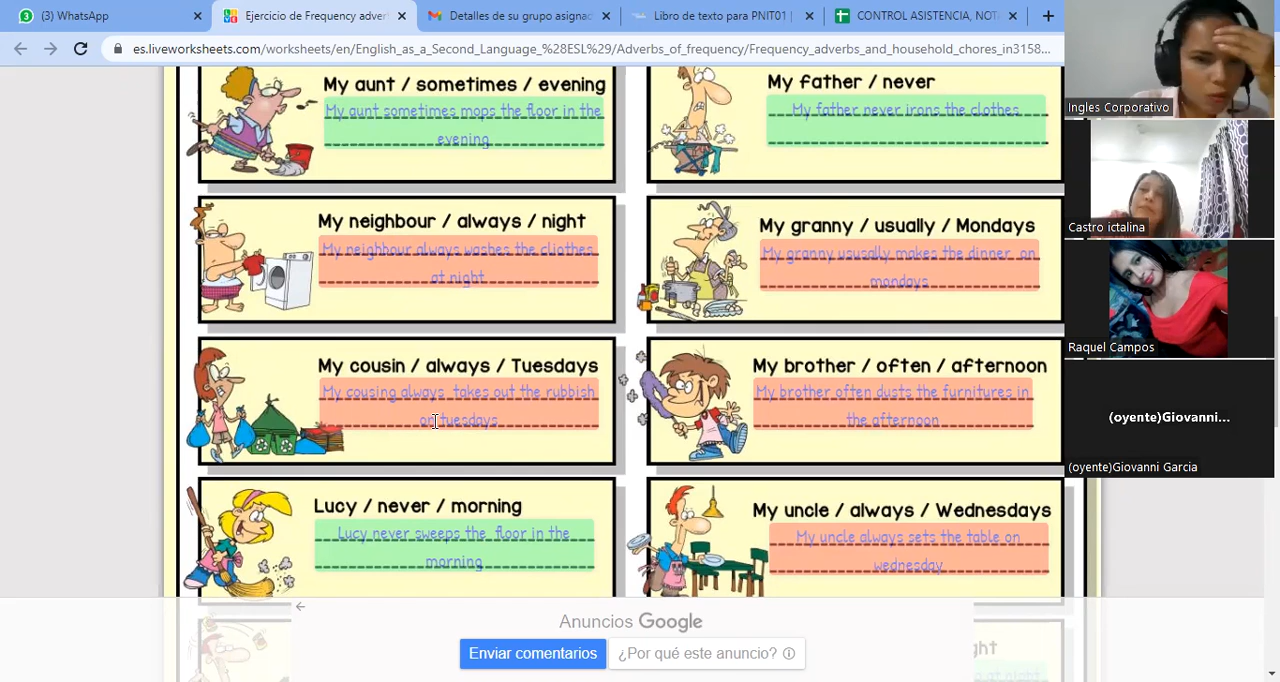 (3) WhatsApp
Ejercicio de Frequency adver
Detalles de su grupo asignad
Libro de texto para PNIT01 |
CONTROL ASISTENCIA, NOTA
es.liveworksheets.com/worksheets/en/English_as_a_Second_Language_%28ESL%29/Adverbs_of_frequency/Frequency_adverbs_and_household_chores_in3158...
My aunt / sometimes / evening
My aunt sometimes mops the floor in the
evening
My father / never
My father never irons the clothes
My neighbour / always / night
My neighbour always washes the cliothes
at night
My granny / usually / Mondays
My granny ususally makes the dinner on
mondays
My cousin / always / Tuesdays
My cousing always takes out the rubbish
on tuesdays
My brother / often / afternoon
My brother often dusts the furnitures in
the afternoon
Lucy / never / morning
Lucy never sweeps the floor in the
morning
My uncle / always / Wednesdays
My uncle always sets the table on
wednesday
Anuncios Google
Enviar comentarios
¿Por qué este anuncio?
Ingles Corporativo
Castro ictalina
Raquel Campos
(oyente)Giovanni...
(oyente)Giovanni Garcia